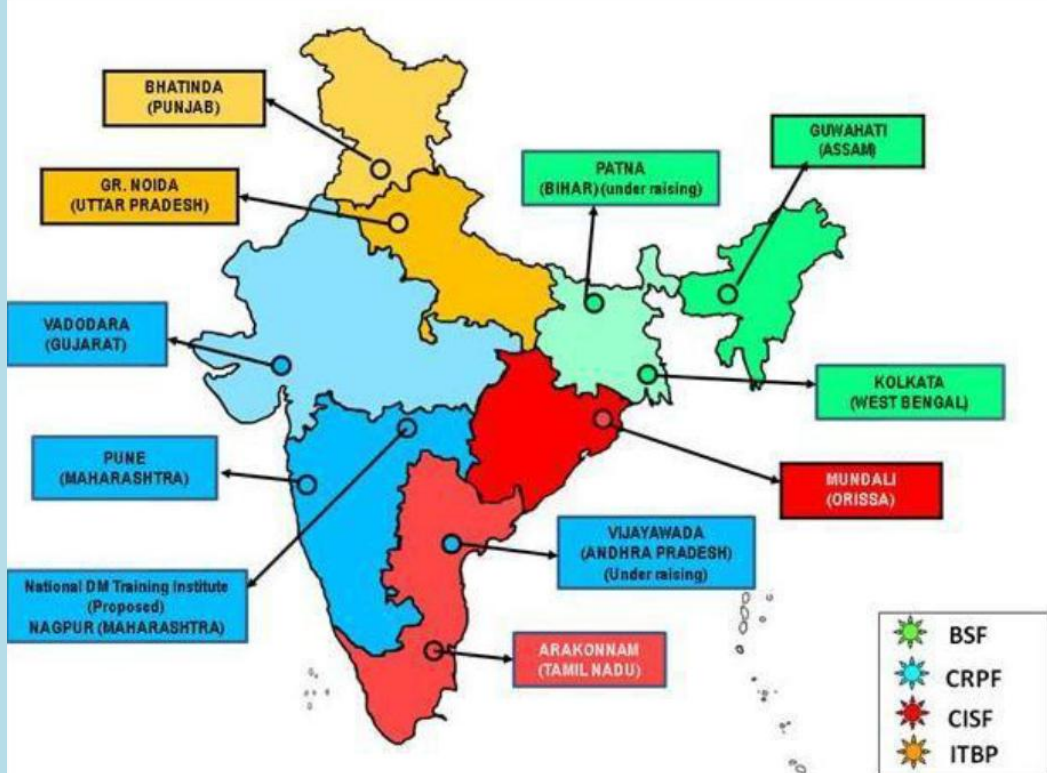 BHATINDA
(PUNJAB)
GUWAHATI
(ASSAM)
PATNA
(BIHAR) (under raising)
GR. NOIDA
(UTTAR PRADESH)
VADODARA
(GUJARAT)
KOLKATA
(WEST BENGAL)
PUNE
(MAHARASHTRA)
MUNDALI
(ORISSA)
VIJAYAWADA
(ANDHRA PRADESH)
(Under raising)
National DM Training Institute
(Proposed)
NAGPUR (MAHARASHTRA)
ARAKONNAM
(TAMIL NADU)
BSF
CRPF
CISF
ITBP